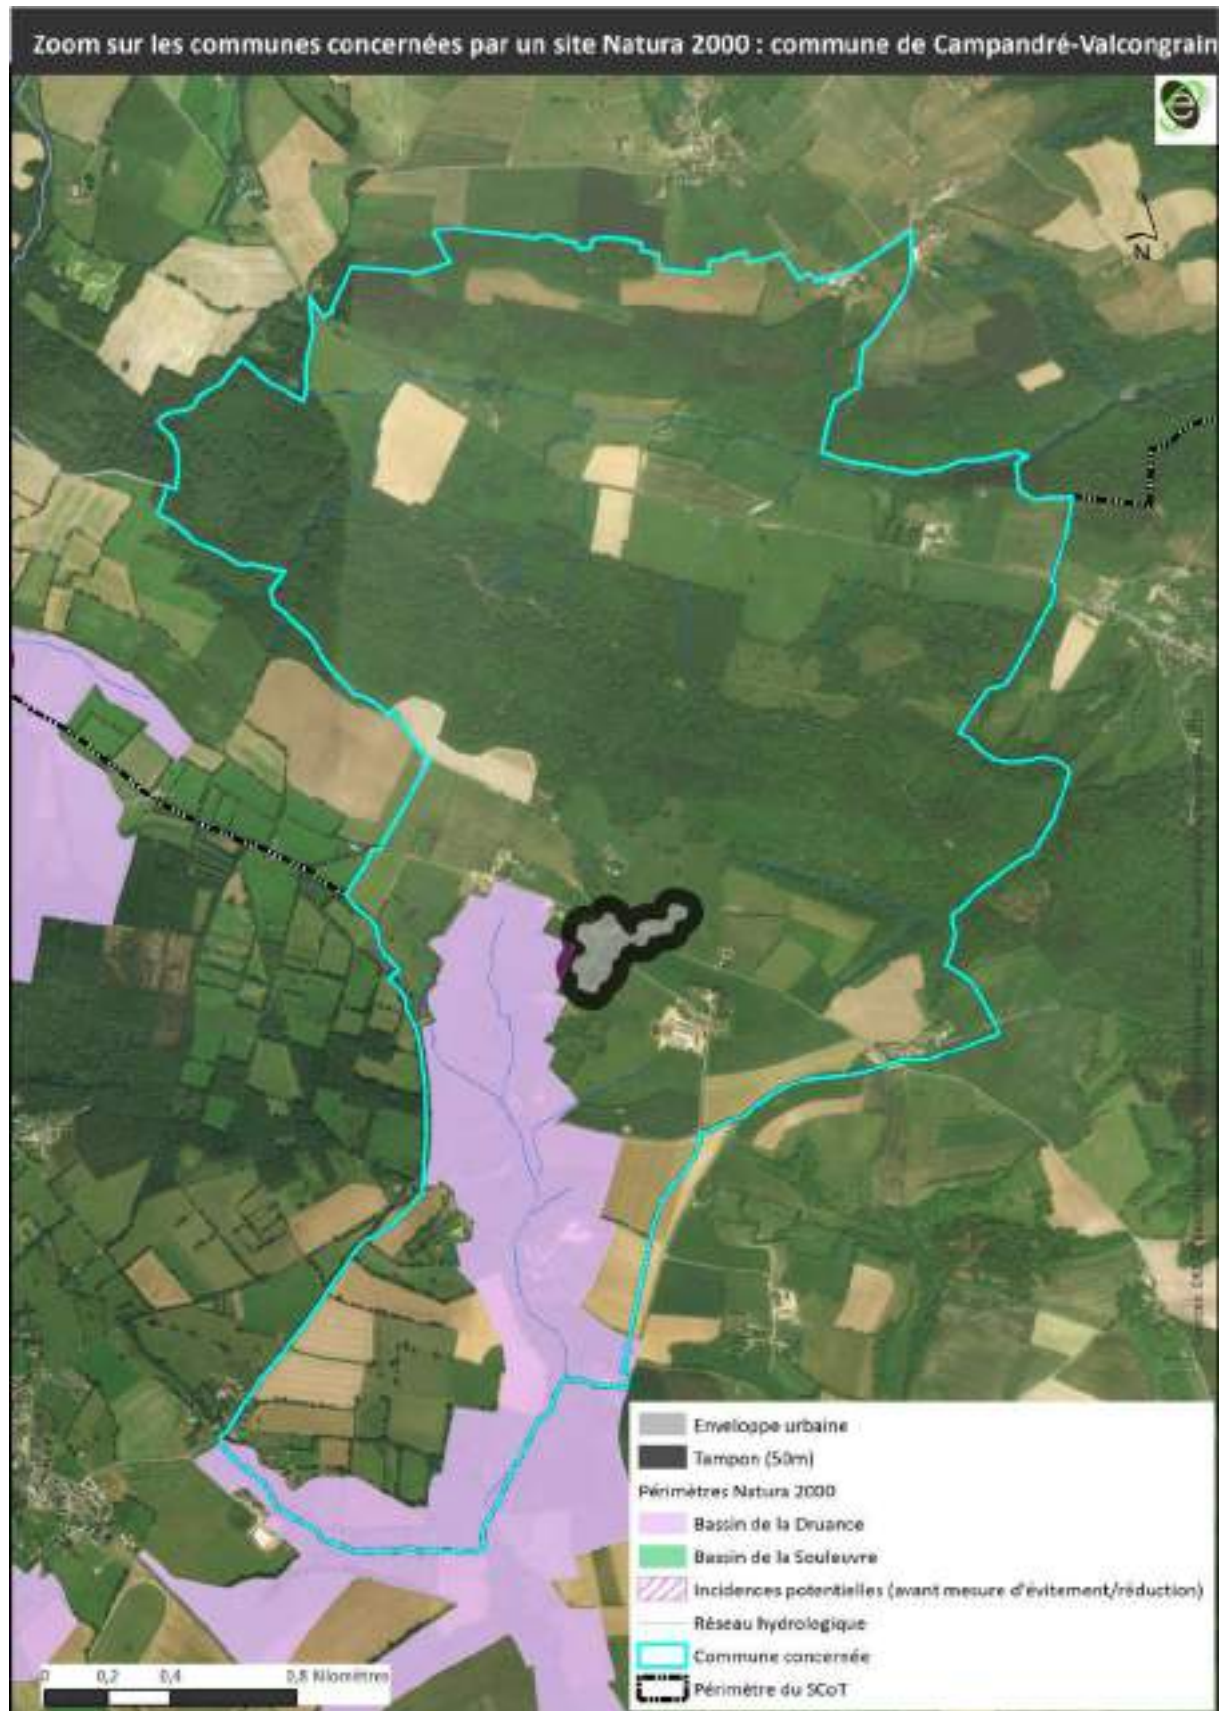 Zoom sur les communes concernées par un site Natura 2000 : commune de Campandré-Valcongrain
e
N
Enveloppe urbaine
Tampon (50m)
Périmètres Natura 2000
Bassin de la Druance
Bassin de la Souleuvre
Incidences potentielles (avant mesure d'évitement/réduction)
Réseau hydrologique
Commune concernée
Périmètre du SCoT
0 0,2 0,4 0,8 Kilomètres